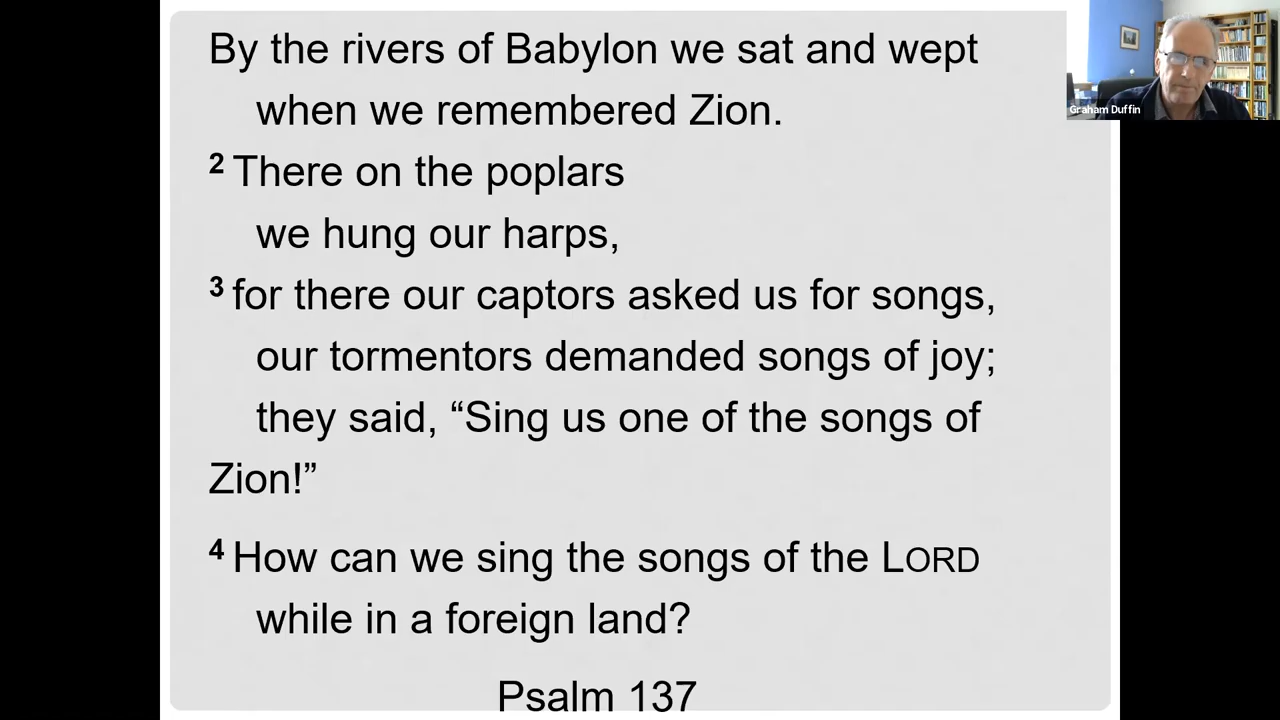 By the rivers of Babylon we sat and wept
when we remembered Zion.
2 There on the poplars
we hung our harps,
3 for there our captors asked us for songs,
our tormentors demanded songs of joy;
they said, “Sing us one of the songs of
Zion!”
4 How can we sing the songs of the LORD
while in a foreign land?
Psalm 137
Graham Duffin